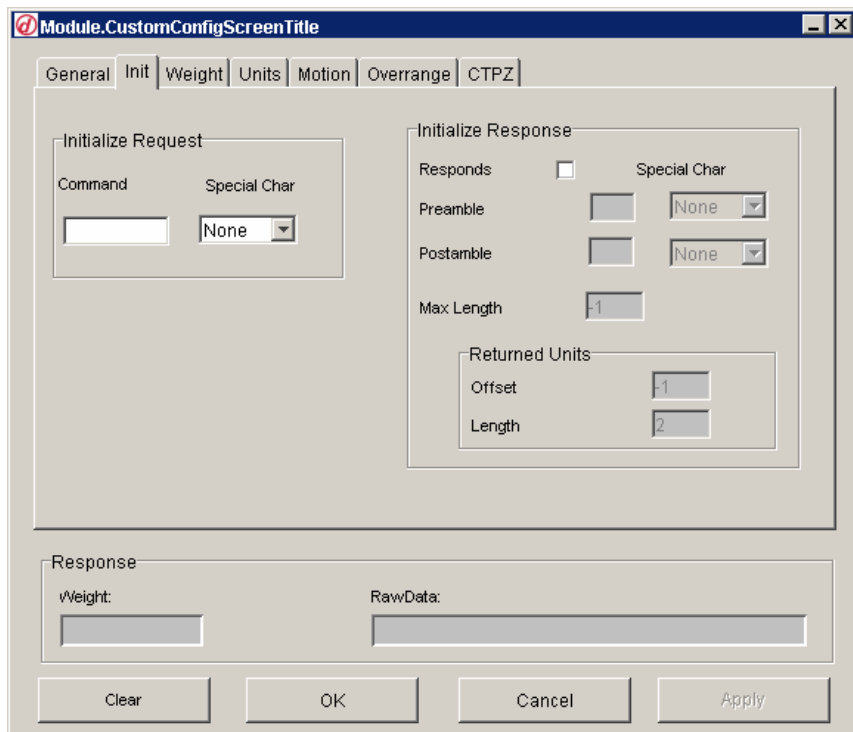 Module.CustomConfigScreenTitle
General Init Weight Units Motion Overrange CTPZ
Initialize Request
Command Special Char
None
Initialize Response
Responds Special Char
Preamble None
Postamble None
Max Length -1
Returned Units
Offset -1
Length 2
Response
Weight: RawData:
Clear OK Cancel Apply